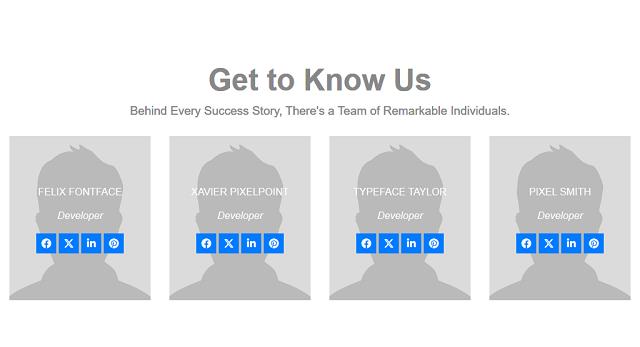 Get to Know Us
Behind Every Success Story, There's a Team of Remarkable Individuals.
FELIX FONTFACE
Developer
XAVIER PIXELPOINT
Developer
TYPEFACE TAYLOR
Developer
PIXEL SMITH
Developer